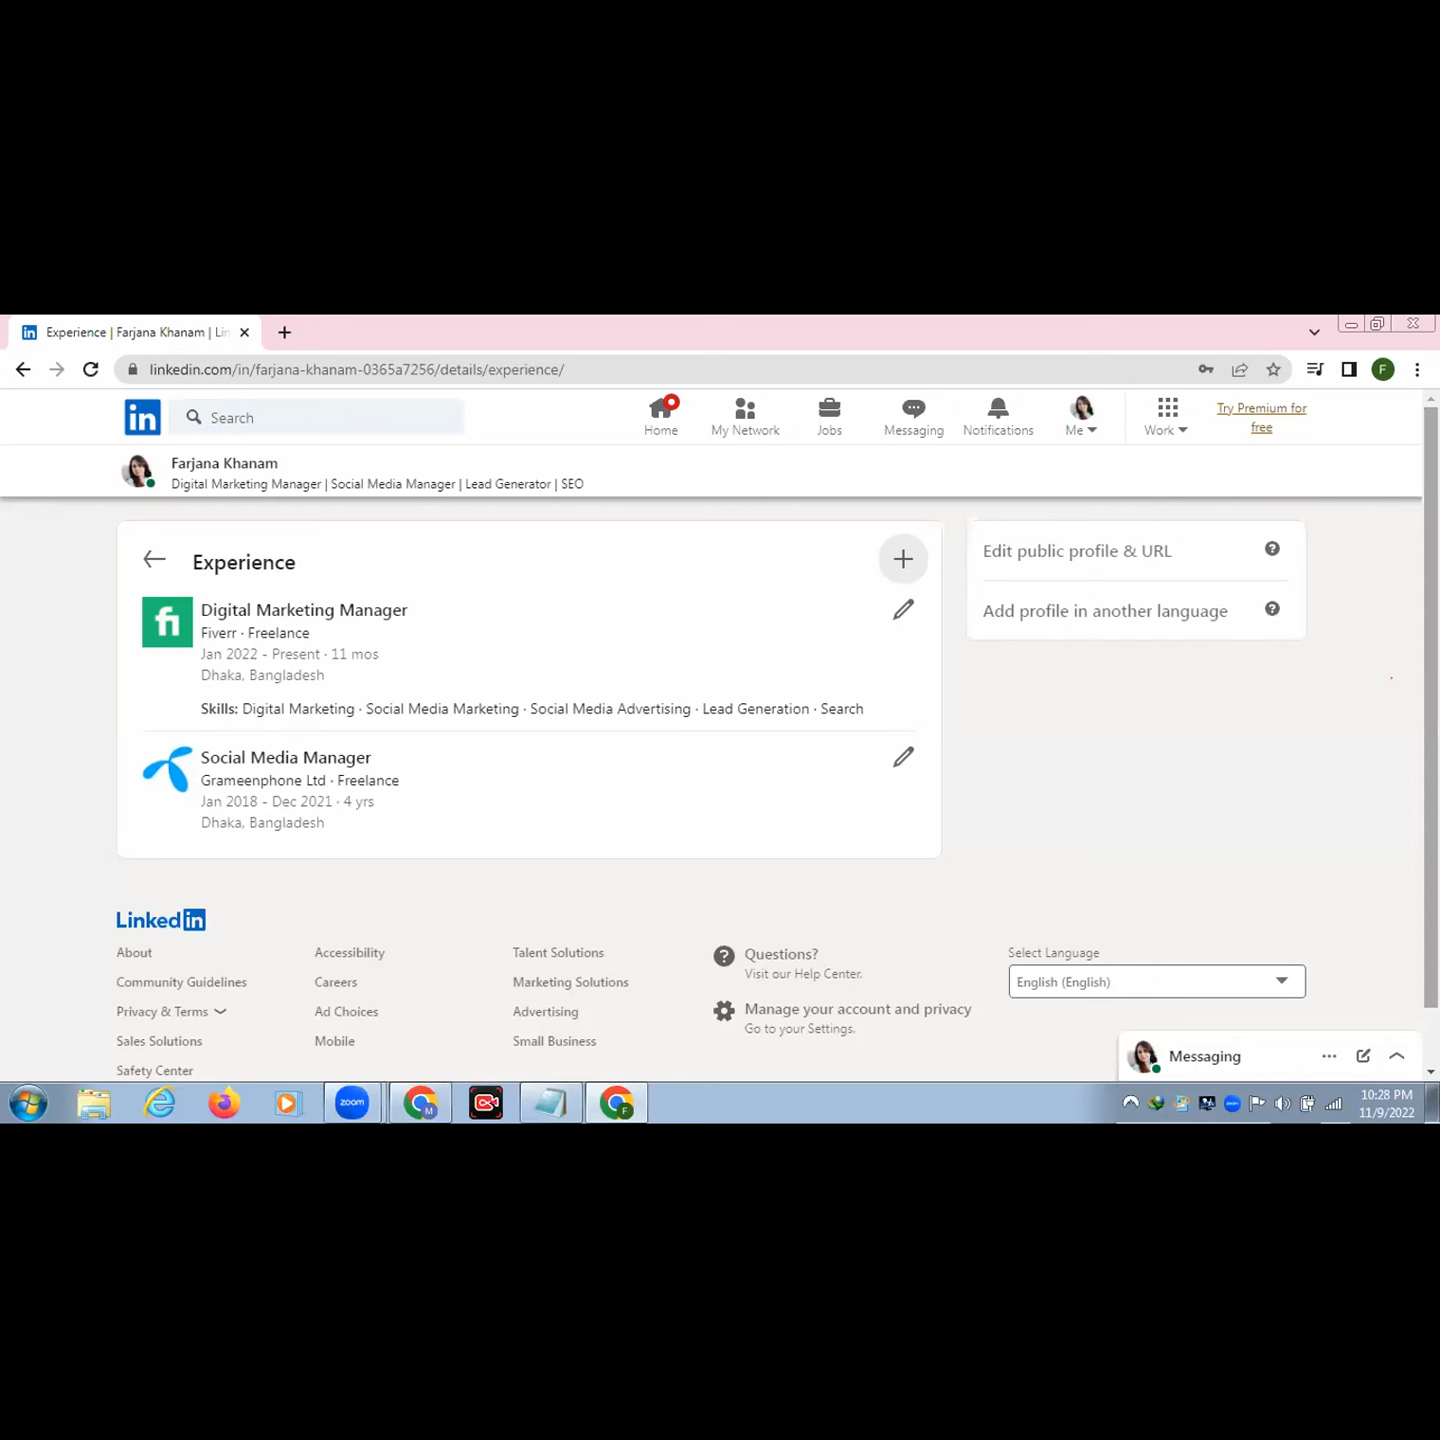 Experience | Farjana Khanam | Lin
linkedin.com/in/farjana-khanam-0365a7256/details/experience/
F
in
Search
Home
My Network
Jobs
Messaging
Notifications
Me
Work
Try Premium for
free
Farjana Khanam
Digital Marketing Manager | Social Media Manager | Lead Generator | SEO
Experience
fi
Digital Marketing Manager
Fiverr · Freelance
Jan 2022 - Present · 11 mos
Dhaka, Bangladesh
Skills: Digital Marketing · Social Media Marketing · Social Media Advertising · Lead Generation · Search
Social Media Manager
Grameenphone Ltd · Freelance
Jan 2018 - Dec 2021 · 4 yrs
Dhaka, Bangladesh
Edit public profile & URL
Add profile in another language
LinkedIn
About
Accessibility
Talent Solutions
Community Guidelines
Careers
Marketing Solutions
Privacy & Terms
Ad Choices
Advertising
Sales Solutions
Mobile
Small Business
Safety Center
Questions?
Visit our Help Center.
Manage your account and privacy
Go to your Settings.
Select Language
English (English)
Messaging
zoom
M
F
10:28 PM
11/9/2022